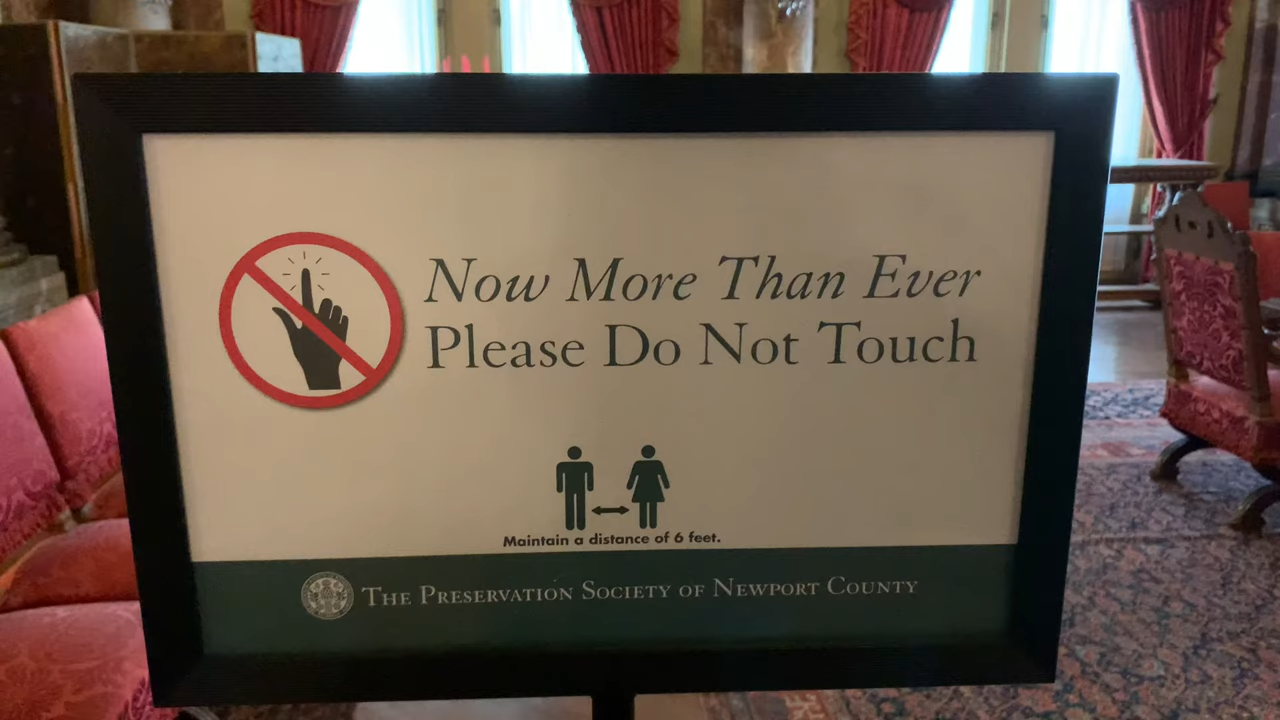 Now More Than Ever
Please Do Not Touch
Maintain a distance of 6 feet.
The Preservation Society of Newport County